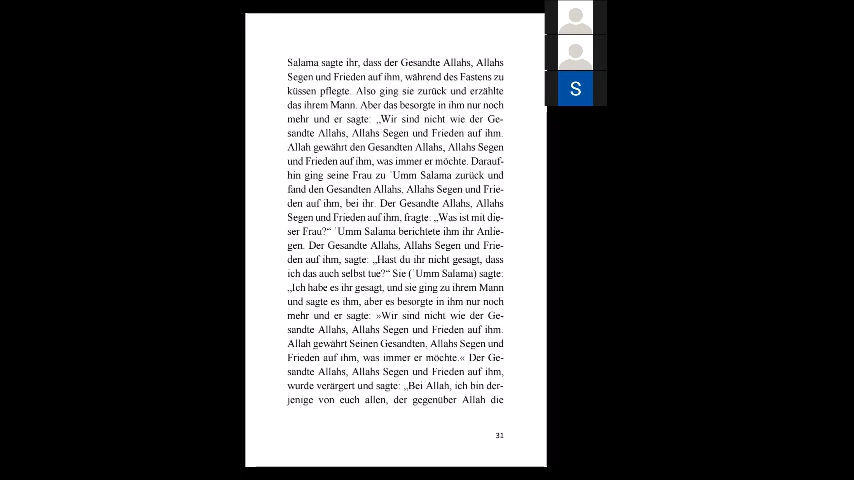 Salama sagte ihr, dass der Gesandte Allahs, Allahs
Segen und Frieden auf ihm, während des Fastens zu
küssen pflegte. Also ging sie zurück und erzählte
das ihrem Mann. Aber das besorgte in ihm nur noch
mehr und er sagte: „Wir sind nicht wie der Ge-
sandte Allahs, Allahs Segen und Frieden auf ihm.
Allah gewährt den Gesandten Allahs, Allahs Segen
und Frieden auf ihm, was immer er möchte. Darauf-
hin ging seine Frau zu ʾUmm Salama zurück und
fand den Gesandten Allahs, Allahs Segen und Frie-
den auf ihm, bei ihr. Der Gesandte Allahs, Allahs
Segen und Frieden auf ihm, fragte: „Was ist mit die-
ser Frau?“ ʾUmm Salama berichtete ihm ihr Anlie-
gen. Der Gesandte Allahs, Allahs Segen und Frie-
den auf ihm, sagte: „Hast du ihr nicht gesagt, dass
ich das auch selbst tue?“ Sie (ʾUmm Salama) sagte:
„Ich habe es ihr gesagt, und sie ging zu ihrem Mann
und sagte es ihm, aber es besorgte in ihm nur noch
mehr und er sagte: »Wir sind nicht wie der Ge-
sandte Allahs, Allahs Segen und Frieden auf ihm.
Allah gewährt Seinen Gesandten, Allahs Segen und
Frieden auf ihm, was immer er möchte.« Der Ge-
sandte Allahs, Allahs Segen und Frieden auf ihm,
wurde verärgert und sagte: „Bei Allah, ich bin der-
jenige von euch allen, der gegenüber Allah die
31
S